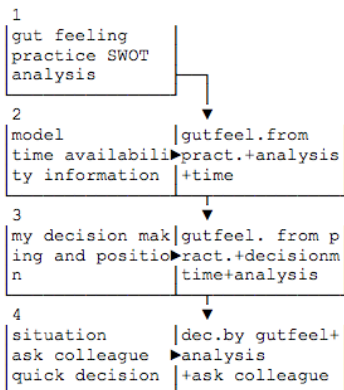 1
gut feeling
practice SWOT
analysis
2
model
time availabili
ty information
gutfeel.from
pract.+analysis
+time
3
my decision mak
ing and positio
n
gutfeel. from p
ract.+decisionm
time+analysis
4
situation
ask colleague
quick decision
dec.by gutfeel+
analysis
+ask colleague